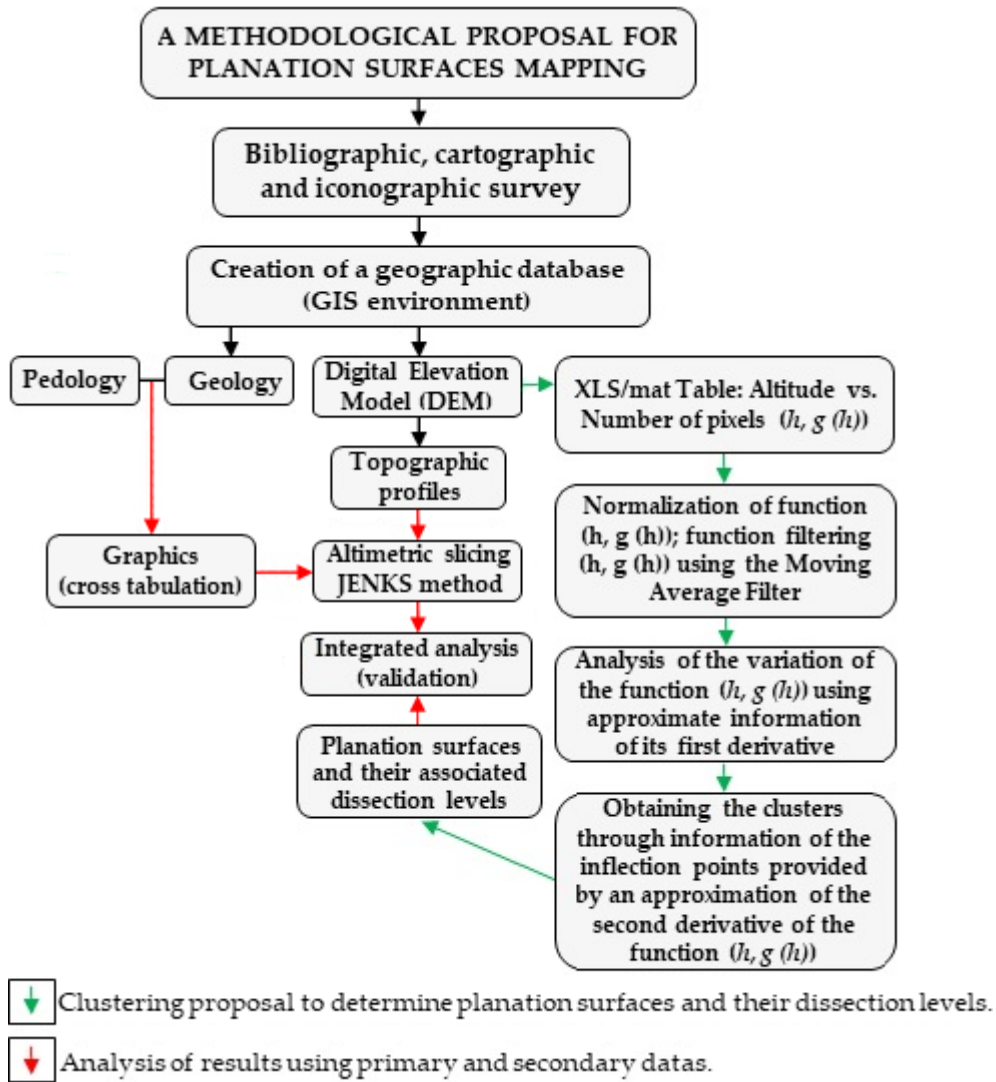 A METHODOLOGICAL PROPOSAL FOR
PLANATION SURFACES MAPPING
Bibliographic, cartographic
and iconographic survey
Creation of a geographic database
(GIS environment)
Pedology
Geology
Digital Elevation
Model (DEM)
XLS/mat Table: Altitude vs.
Number of pixels (h, g (h))
Topographic
profiles
Normalization of function
(h, g (h)); function filtering
(h, g (h)) using the Moving
Average Filter
Graphics
(cross tabulation)
Altimetric slicing
JENKS method
Integrated analysis
(validation)
Analysis of the variation of
the function (h, g (h)) using
approximate information
of its first derivative
Planation surfaces
and their associated
dissection levels
Obtaining the clusters
through information of the
inflection points provided
by an approximation of the
second derivative of the
function (h, g (h))
Clustering proposal to determine planation surfaces and their dissection levels.
Analysis of results using primary and secondary datas.